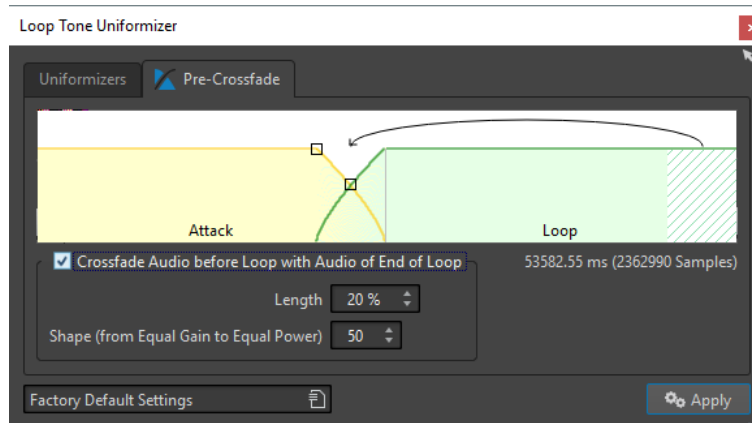 Loop Tone Uniformizer
Uniformizers
Pre-Crossfade
Attack
Loop
Crossfade Audio before Loop with Audio of End of Loop
53582.55 ms (2362990 Samples)
Length 20 %
Shape (from Equal Gain to Equal Power) 50
Factory Default Settings
Apply